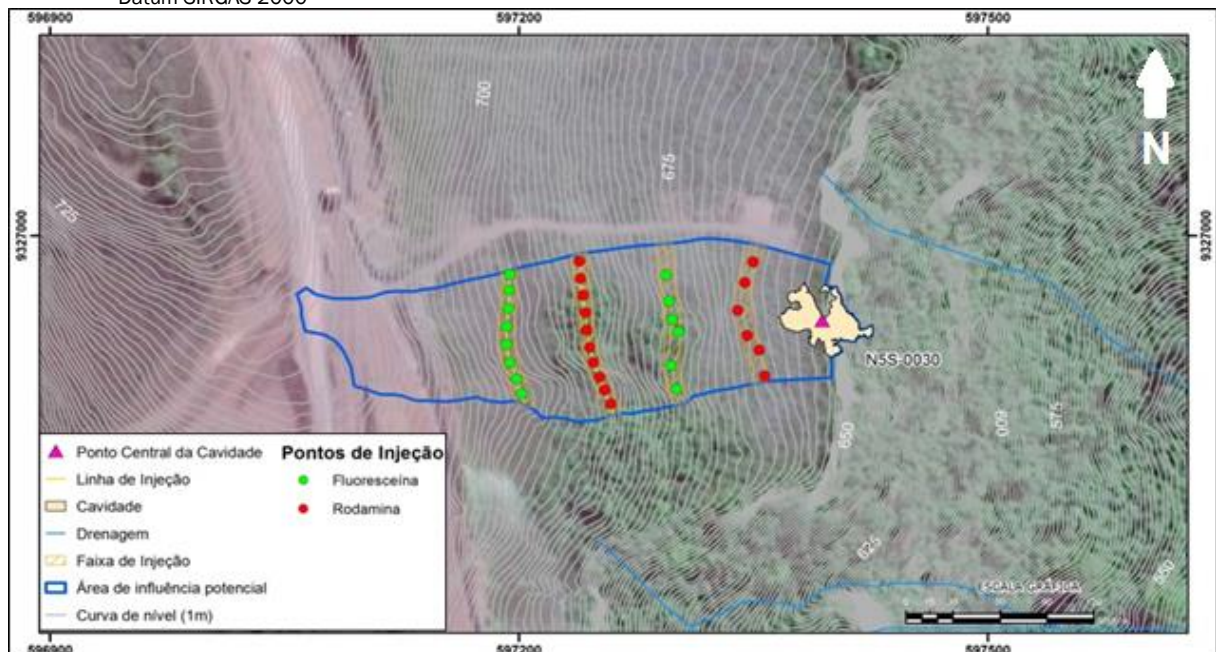 Datum SIRGAS 2000
596900
597200
597500
9327000
9327000
N
700
675
725
N5S-0030
650
600
575
625
550
Ponto Central da Cavidade
Linha de Injeção
Cavidade
Drenagem
Faixa de Injeção
Área de influência potencial
Curva de nível (1m)
Pontos de Injeção
Fluoresceína
Rodamina
ESCALA GRÁFICA
596900
597200
597500